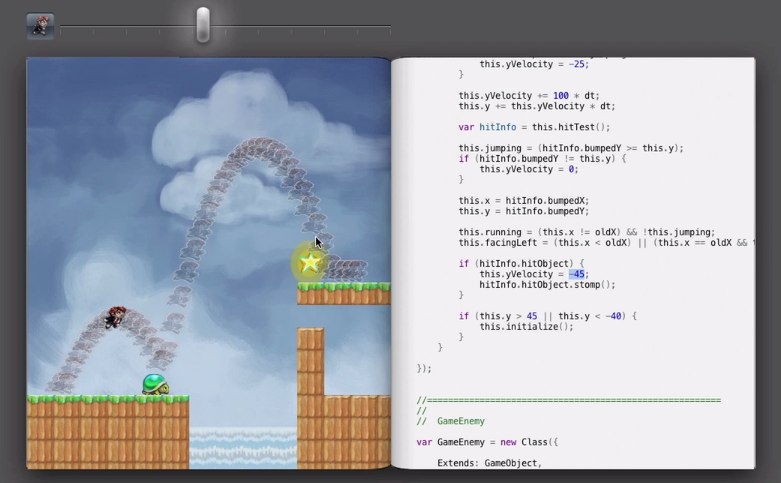 this.yVelocity = -25;
}
this.yVelocity += 100 * dt;
this.y += this.yVelocity * dt;
var hitInfo = this.hitTest();
this.jumping = (hitInfo.bumpedY >= this.y);
if (hitInfo.bumpedY != this.y) {
this.yVelocity = 0;
}
this.x = hitInfo.bumpedX;
this.y = hitInfo.bumpedY;
this.running = (this.x != oldX) && !this.jumping;
this.facingLeft = (this.x < oldX) || (this.x == oldX &&
if (hitInfo.hitObject) {
this.yVelocity = -45;
hitInfo.hitObject.stomp();
}
if (this.y > 45 || this.y < -40) {
this.initialize();
}
}
});
//========================================================
//
// GameEnemy
var GameEnemy = new Class({
Extends: GameObject,